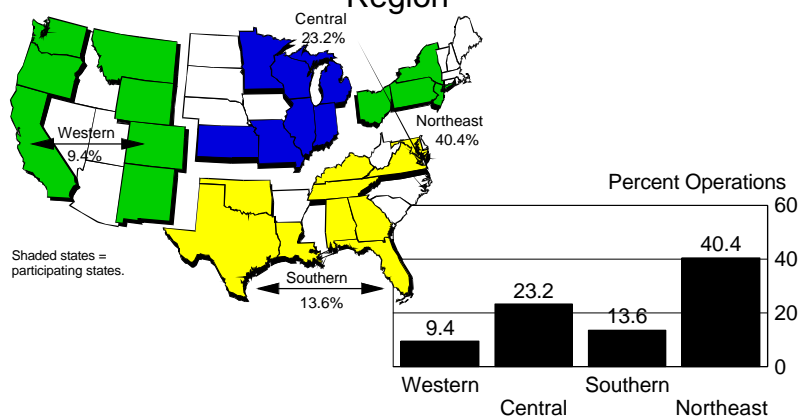 Region
Central
23.2%
Northeast
40.4%
Western
9.4%
Shaded states =
participating states.
Southern
13.6%
Percent Operations
60
40
20
0
9.4
23.2
13.6
40.4
Western
Central
Southern
Northeast